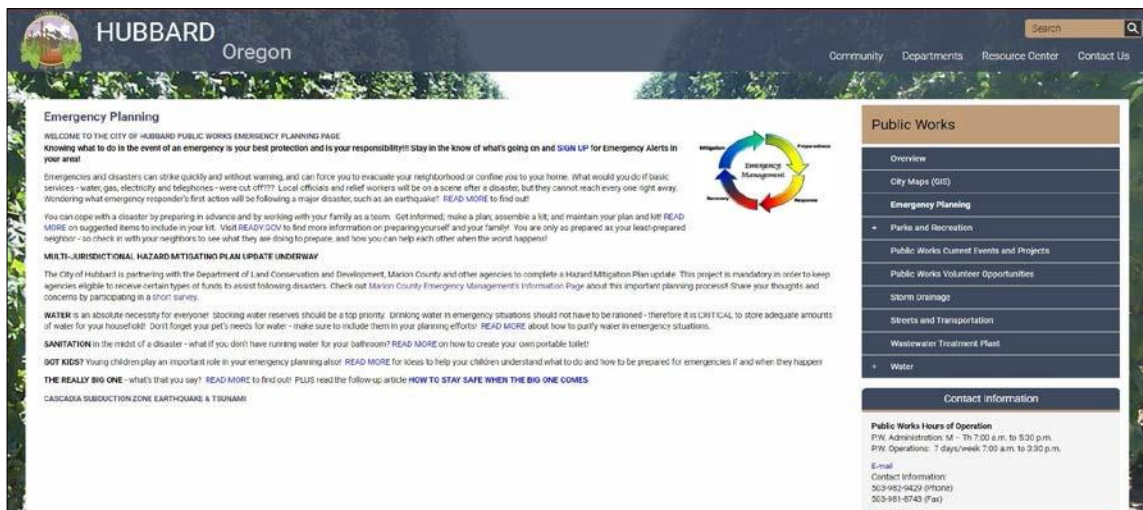 HUBBARD
Oregon
Search
Community Departments Resource Center Contact Us
Emergency Planning
WELCOME TO THE CITY OF HUBBARD PUBLIC WORKS EMERGENCY PLANNING PAGE
Knowing what to do in the event of an emergency is your best protection and is your responsibility!!! Stay in the know of what's going on and SIGN UP for Emergency Alerts in
your area!
Emergencies and disasters can strike quickly and without warning, and can force you to evacuate your neighborhood or confine you to your home. What would you do if basic
services - water, gas, electricity and telephones - were cut off??? Local officials and relief workers will be on a scene after a disaster, but they cannot reach every one right away.
Wondering what emergency responder's first action will be following a major disaster, such as an earthquake? READ MORE to find out!
You can cope with a disaster by preparing in advance and by working with your family as a team. Get informed; make a plan; assemble a kit; and maintain your plan and kit! READ
MORE on suggested items to include in your kit. Visit READY.GOV to find more information on preparing yourself and your family! You are only as prepared as your least-prepared
neighbor - so check in with your neighbors to see what they are doing to prepare, and how you can help each other when the worst happens!
Mitigation
Preparedness
Emergency
Management
Recovery
Response
MULTI-JURISDICTIONAL HAZARD MITIGATING PLAN UPDATE UNDERWAY
The City of Hubbard is partnering with the Department of Land Conservation and Development, Marion County and other agencies to complete a Hazard Mitigation Plan update. This project is mandatory in order to keep
agencies eligible to receive certain types of funds to assist following disasters. Check out Marion County Emergency Management's Information Page about this important planning process!! Share your thoughts and
concerns by participating in a short survey.
WATER is an absolute necessity for everyone! Stocking water reserves should be a top priority. Drinking water in emergency situations should not have to be rationed - therefore it is CRITICAL to store adequate amounts
of water for your household! Don't forget your pet's needs for water - make sure to include them in your planning efforts! READ MORE about how to purify water in emergency situations.
SANITATION in the midst of a disaster - what if you don't have running water for your bathroom? READ MORE on how to create your own portable toilet!
GOT KIDS? Young children play an important role in your emergency planning also! READ MORE for ideas to help your children understand what to do and how to be prepared for emergencies if and when they happen!
THE REALLY BIG ONE - what's that you say? READ MORE to find out! PLUS read the follow-up article HOW TO STAY SAFE WHEN THE BIG ONE COMES
CASCADIA SUBDUCTION ZONE EARTHQUAKE & TSUNAMI
Public Works
Overview
City Maps (GIS)
Emergency Planning
+ Parks and Recreation
Public Works Current Events and Projects
Public Works Volunteer Opportunities
Storm Drainage
Streets and Transportation
Wastewater Treatment Plant
+ Water
Contact Information
Public Works Hours of Operation
P.W. Administration: M – Th 7:00 a.m. to 5:30 p.m.
P.W. Operations: 7 days/week 7:00 a.m. to 3:30 p.m.
E-mail
Contact Information:
503-982-9429 (Phone)
503-981-8743 (Fax)